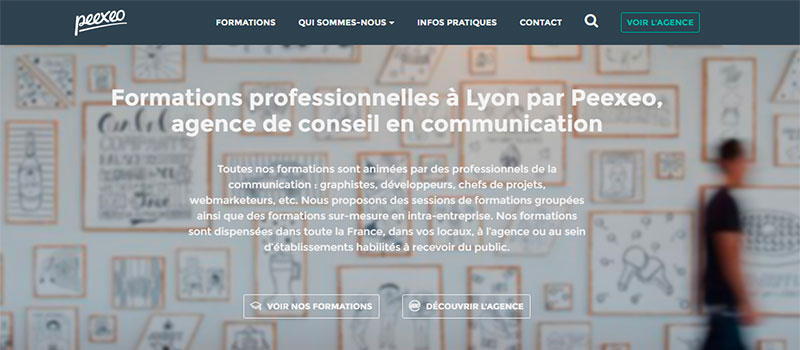 peexeo
FORMATIONS
QUI SOMMES-NOUS
INFOS PRATIQUES
CONTACT
VOIR L'AGENCE
Formations professionnelles à Lyon par Peexeo,
agence de conseil en communication
Toutes nos formations sont animées par des professionnels de la
communication : graphistes, développeurs, chefs de projets,
webmarketeurs, etc. Nous proposons des sessions de formations groupées
ainsi que des formations sur-mesure en intra-entreprise. Nos formations
sont dispensées dans toute la France, dans vos locaux, à l'agence ou au sein
d'établissements habilités à recevoir du public.
VOIR NOS FORMATIONS
DÉCOUVRIR L'AGENCE